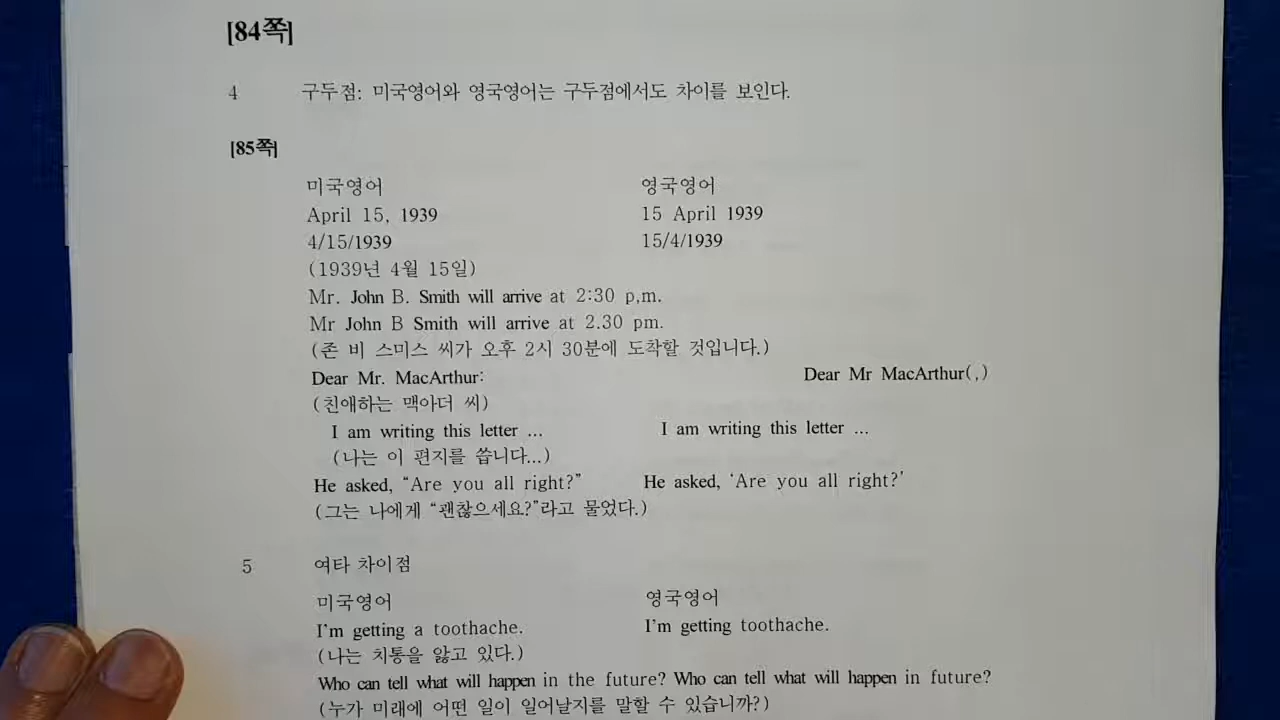 [84쪽]
4 구두점: 미국영어와 영국영어는 구두점에서도 차이를 보인다.
[85쪽]
미국영어 영국영어
April 15, 1939 15 April 1939
4/15/1939 15/4/1939
(1939년 4월 15일)
Mr. John B. Smith will arrive at 2:30 p,m.
Mr John B Smith will arrive at 2.30 pm.
(존 비 스미스 씨가 오후 2시 30분에 도착할 것입니다.)
Dear Mr. MacArthur: Dear Mr MacArthur(,)
(친애하는 맥아더 씨)
I am writing this letter ... I am writing this letter ...
(나는 이 편지를 씁니다...)
He asked, “Are you all right?” He asked, ‘Are you all right?’
(그는 나에게 “괜찮으세요?”라고 물었다.)
5 여타 차이점
미국영어 영국영어
I’m getting a toothache. I’m getting toothache.
(나는 치통을 앓고 있다.)
Who can tell what will happen in the future? Who can tell what will happen in future?
(누가 미래에 어떤 일이 일어날지를 말할 수 있습니까?)